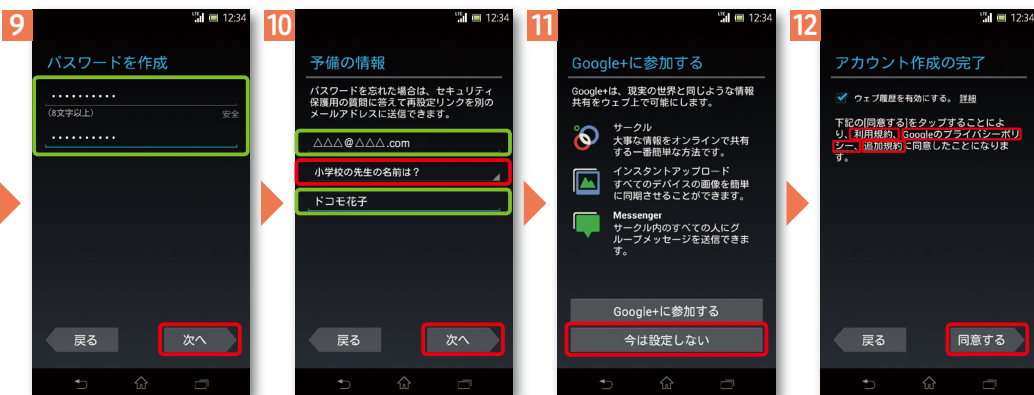 9
LTE 12:34
パスワードを作成
••••••••••
(8文字以上) 安全
••••••••••
戻る 次へ
10
LTE 12:34
予備の情報
パスワードを忘れた場合は、セキュリティ
保護用の質問に答えて再設定リンクを別の
メールアドレスに送信できます。
△△△@△△△.com
小学校の先生の名前は？
ドコモ花子
戻る 次へ
11
LTE 12:34
Google+に参加する
Google+は、現実の世界と同じような情報
共有をウェブ上で可能にします。
サークル
大事な情報をオンラインで共有
する一番簡単な方法です。
インスタントアップロード
すべてのデバイスの画像を簡単
に同期させることができます。
Messenger
サークル内のすべての人にグ
ループメッセージを送信できま
す。
Google+に参加する
今は設定しない
12
LTE 12:34
アカウント作成の完了
ウェブ履歴を有効にする。 詳細
下記の[同意する]をタップすることによ
り、利用規約、Googleのプライバシーポリ
シー、追加規約に同意したことになりま
す。
戻る 同意する